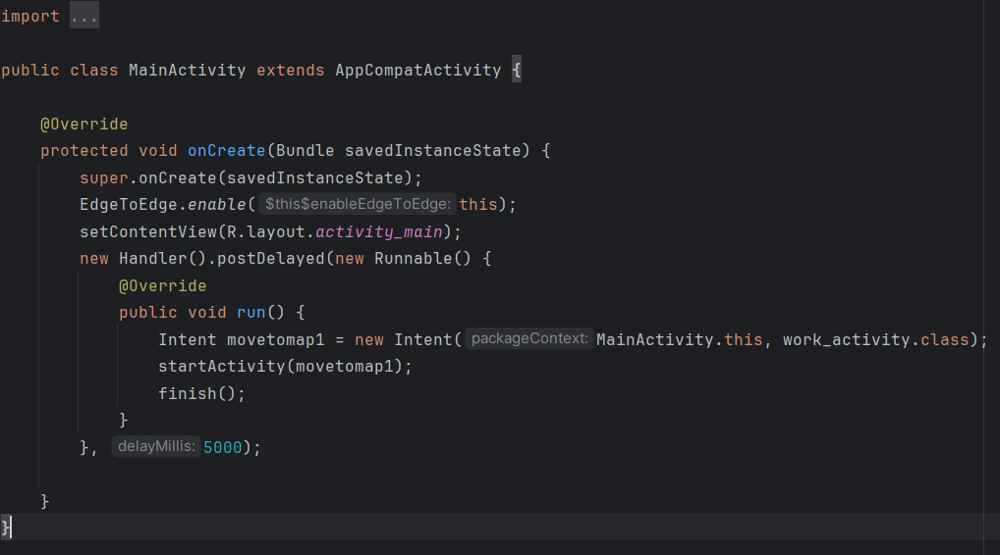 import ...
public class MainActivity extends AppCompatActivity {
@Override
protected void onCreate(Bundle savedInstanceState) {
super.onCreate(savedInstanceState);
EdgeToEdge.enable( $this$enableEdgeToEdge: this);
setContentView(R.layout.activity_main);
new Handler().postDelayed(new Runnable() {
@Override
public void run() {
Intent movetomap1 = new Intent( packageContext: MainActivity.this, work_activity.class);
startActivity(movetomap1);
finish();
}
}, delayMillis: 5000);
}
}